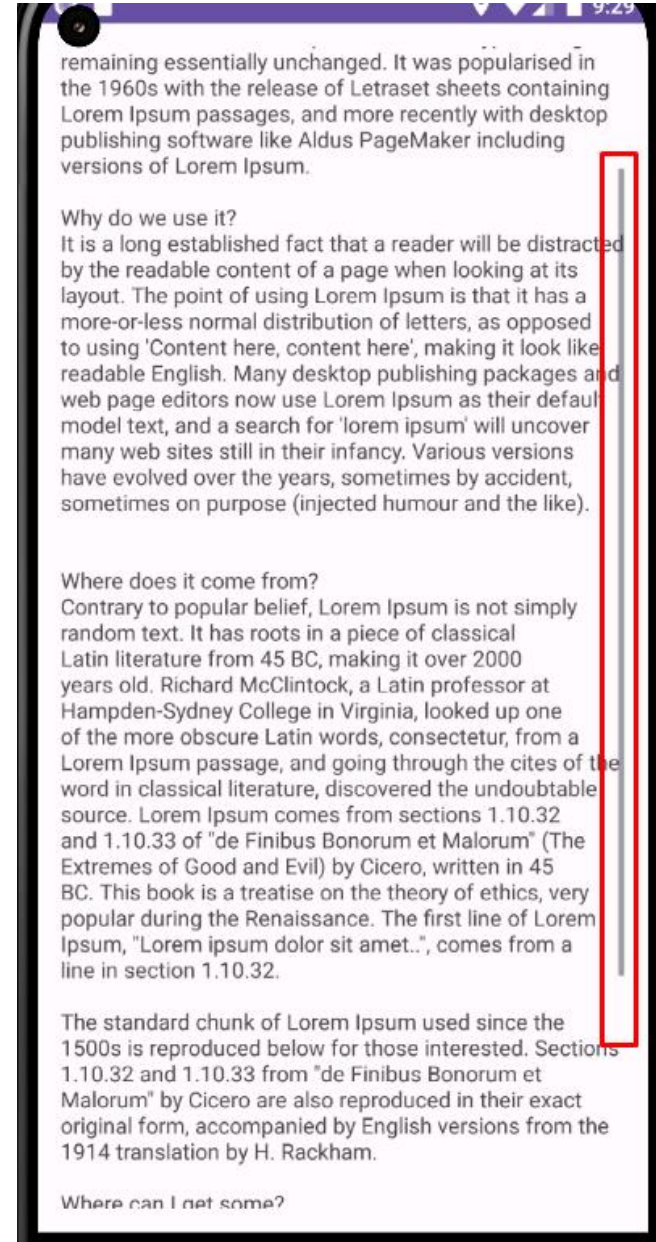 9:29
remaining essentially unchanged. It was popularised in
the 1960s with the release of Letraset sheets containing
Lorem Ipsum passages, and more recently with desktop
publishing software like Aldus PageMaker including
versions of Lorem Ipsum.
Why do we use it?
It is a long established fact that a reader will be distracted
by the readable content of a page when looking at its
layout. The point of using Lorem Ipsum is that it has a
more-or-less normal distribution of letters, as opposed
to using 'Content here, content here', making it look like
readable English. Many desktop publishing packages and
web page editors now use Lorem Ipsum as their default
model text, and a search for 'lorem ipsum' will uncover
many web sites still in their infancy. Various versions
have evolved over the years, sometimes by accident,
sometimes on purpose (injected humour and the like).
Where does it come from?
Contrary to popular belief, Lorem Ipsum is not simply
random text. It has roots in a piece of classical
Latin literature from 45 BC, making it over 2000
years old. Richard McClintock, a Latin professor at
Hampden-Sydney College in Virginia, looked up one
of the more obscure Latin words, consectetur, from a
Lorem Ipsum passage, and going through the cites of the
word in classical literature, discovered the undoubtable
source. Lorem Ipsum comes from sections 1.10.32
and 1.10.33 of "de Finibus Bonorum et Malorum" (The
Extremes of Good and Evil) by Cicero, written in 45
BC. This book is a treatise on the theory of ethics, very
popular during the Renaissance. The first line of Lorem
Ipsum, "Lorem ipsum dolor sit amet..", comes from a
line in section 1.10.32.
The standard chunk of Lorem Ipsum used since the
1500s is reproduced below for those interested. Sections
1.10.32 and 1.10.33 from "de Finibus Bonorum et
Malorum" by Cicero are also reproduced in their exact
original form, accompanied by English versions from the
1914 translation by H. Rackham.
Where can I get some?